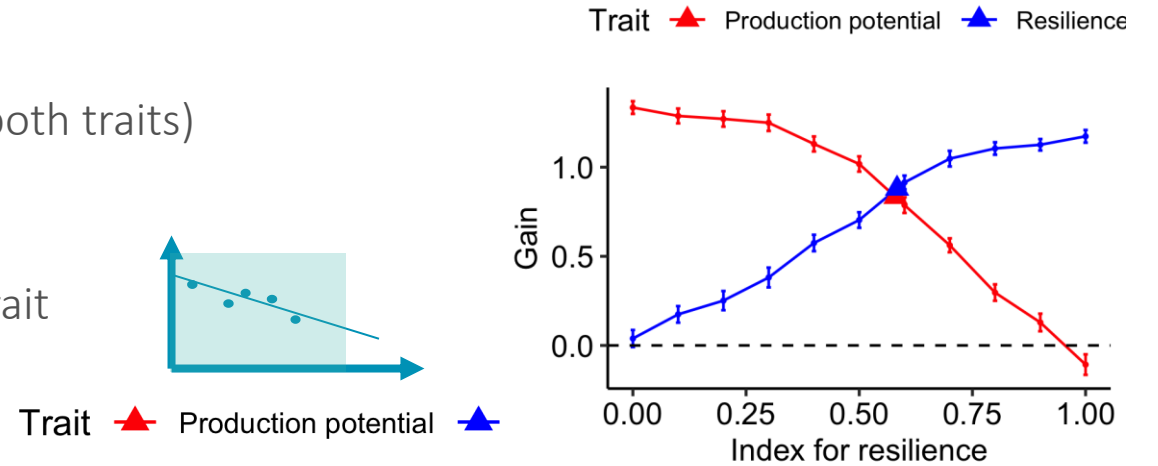 Trait Production potential Resilience
both traits)
1.0
Gain
0.5
ait
0.0
Trait Production potential
0.00 0.25 0.50 0.75 1.00
Index for resilience